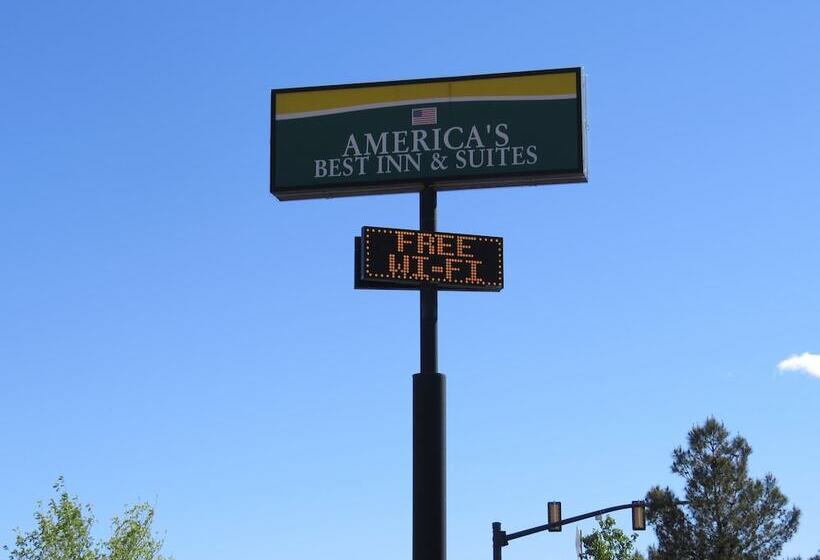 AMERICA'S
BEST INN & SUITES
FREE
WI-FI